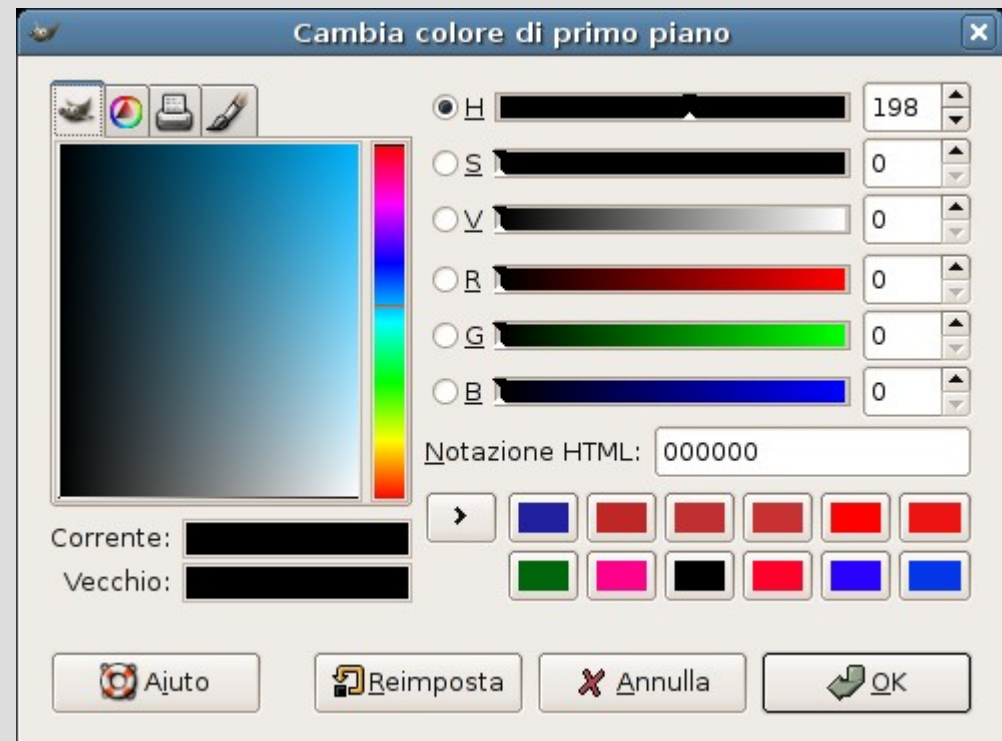 Cambia colore di primo piano
H 198
S 0
V 0
R 0
G 0
B 0
Notazione HTML: 000000
Corrente:
Vecchio:
Aiuto Reimposta Annulla OK